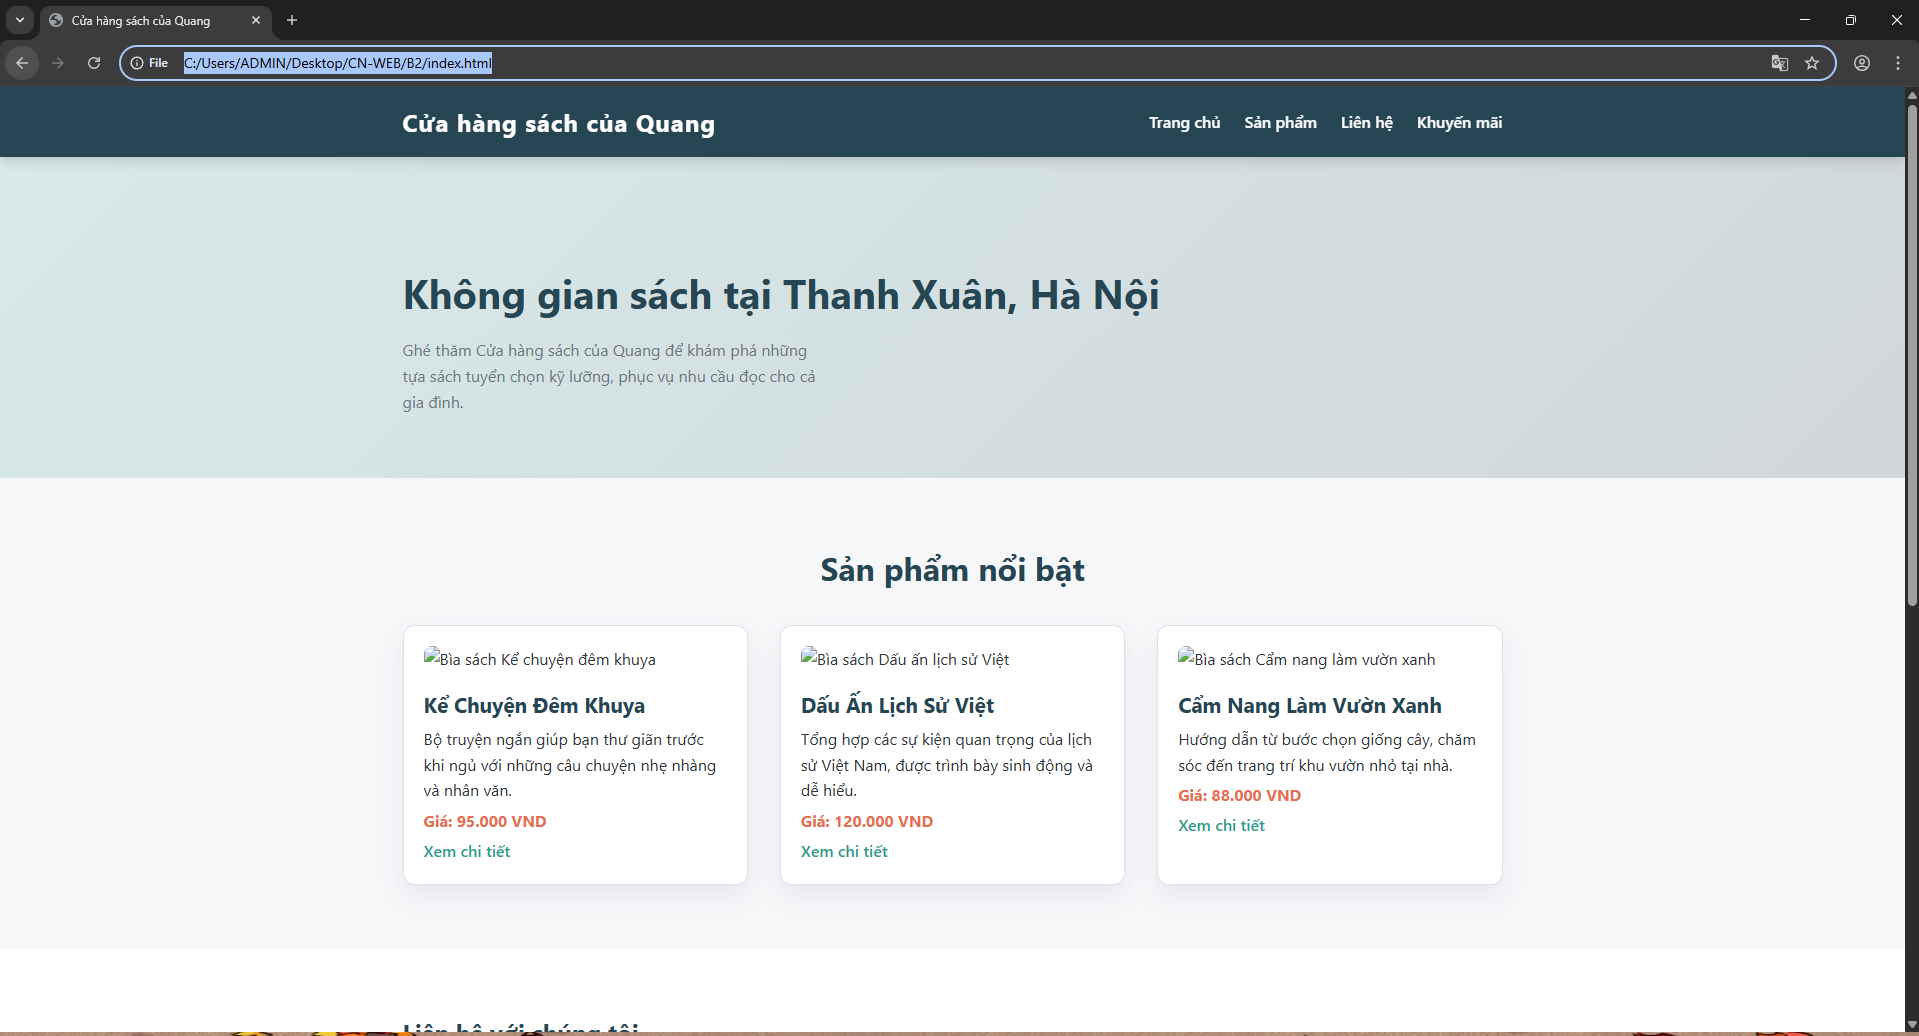 Cửa hàng sách của Quang
File
C:/Users/ADMIN/Desktop/CN-WEB/B2/index.html
Cửa hàng sách của Quang
Trang chủ
Sản phẩm
Liên hệ
Khuyến mãi
Không gian sách tại Thanh Xuân, Hà Nội
Ghé thăm Cửa hàng sách của Quang để khám phá những
tựa sách tuyển chọn kỹ lưỡng, phục vụ nhu cầu đọc cho cả
gia đình.
Sản phẩm nổi bật
Bìa sách Kể chuyện đêm khuya
Kể Chuyện Đêm Khuya
Bộ truyện ngắn giúp bạn thư giãn trước
khi ngủ với những câu chuyện nhẹ nhàng
và nhân văn.
Giá: 95.000 VND
Xem chi tiết
Bìa sách Dấu ấn lịch sử Việt
Dấu Ấn Lịch Sử Việt
Tổng hợp các sự kiện quan trọng của lịch
sử Việt Nam, được trình bày sinh động và
dễ hiểu.
Giá: 120.000 VND
Xem chi tiết
Bìa sách Cẩm nang làm vườn xanh
Cẩm Nang Làm Vườn Xanh
Hướng dẫn từ bước chọn giống cây, chăm
sóc đến trang trí khu vườn nhỏ tại nhà.
Giá: 88.000 VND
Xem chi tiết
Liên hệ với chúng tôi